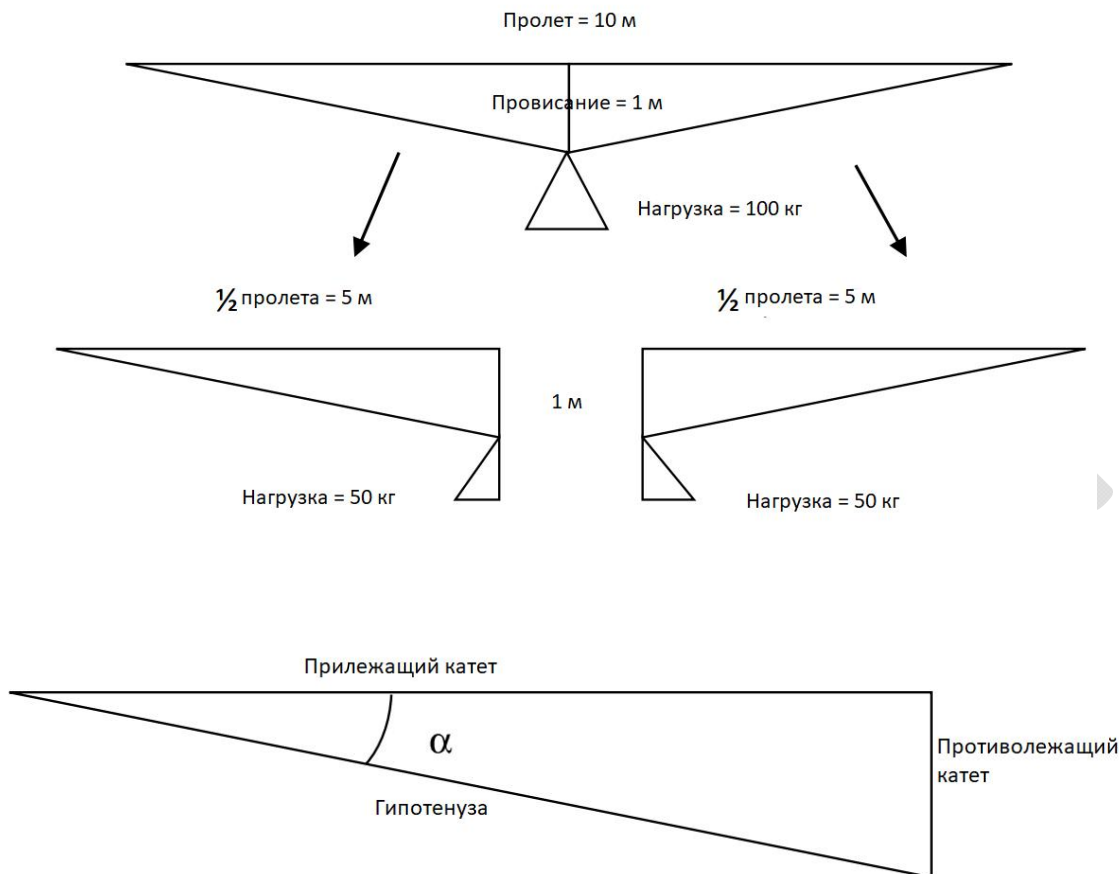 Пролет = 10 м
Провисание = 1 м
Нагрузка = 100 кг
½ пролета = 5 м
½ пролета = 5 м
1 м
Нагрузка = 50 кг
Нагрузка = 50 кг
Прилежащий катет
α
Противолежащий
катет
Гипотенуза